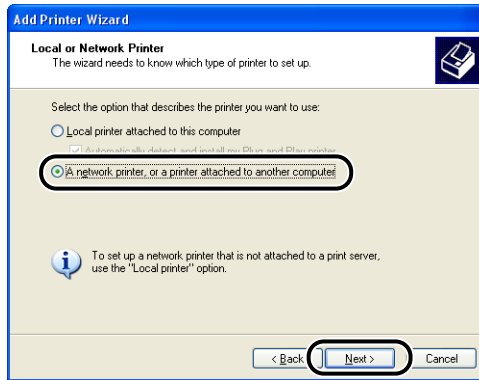 Add Printer Wizard
Local or Network Printer
The wizard needs to know which type of printer to set up.
Select the option that describes the printer you want to use:
Local printer attached to this computer
Automatically detect and install my Plug and Play printer
A network printer, or a printer attached to another computer
To set up a network printer that is not attached to a print server,
use the "Local printer" option.
< Back Next > Cancel